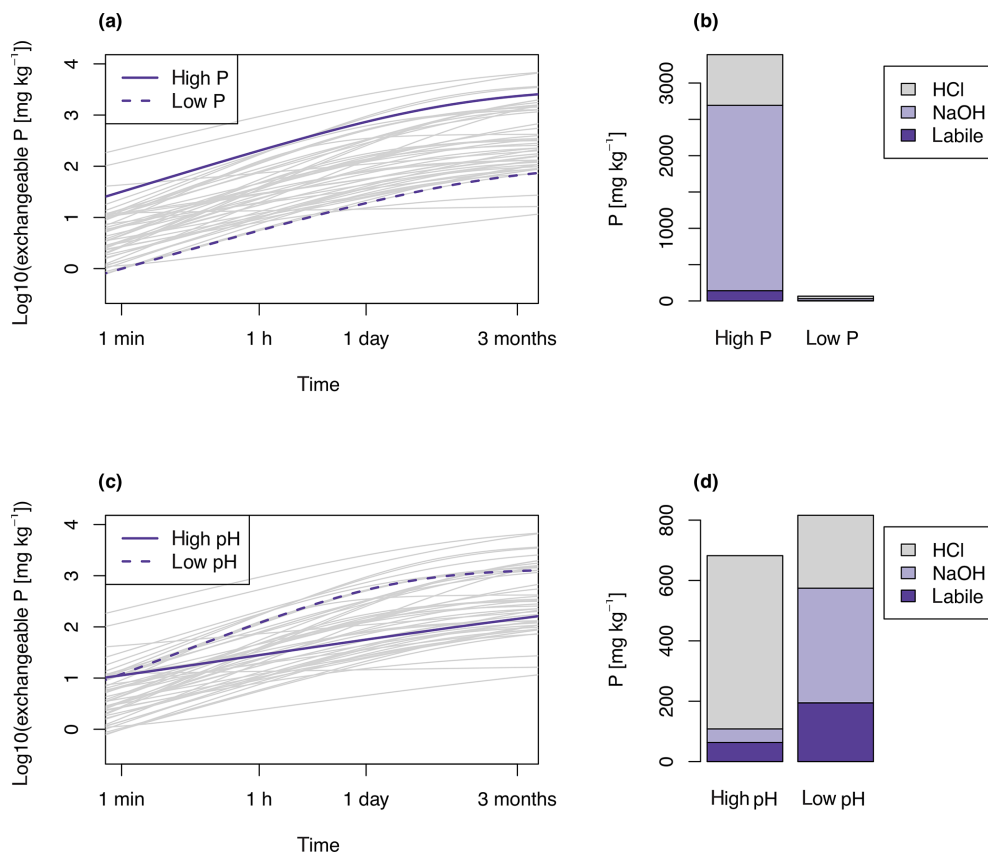 (a)
Log10(exchangeable P [mg kg⁻¹])
4
3
2
1
0
High P
Low P
1 min
1 h
1 day
3 months
Time
(b)
P [mg kg⁻¹]
3000
2000
1000
0
High P
Low P
HCl
NaOH
Labile
(c)
Log10(exchangeable P [mg kg⁻¹])
4
3
2
1
0
High pH
Low pH
1 min
1 h
1 day
3 months
Time
(d)
P [mg kg⁻¹]
800
600
400
200
0
High pH
Low pH
HCl
NaOH
Labile